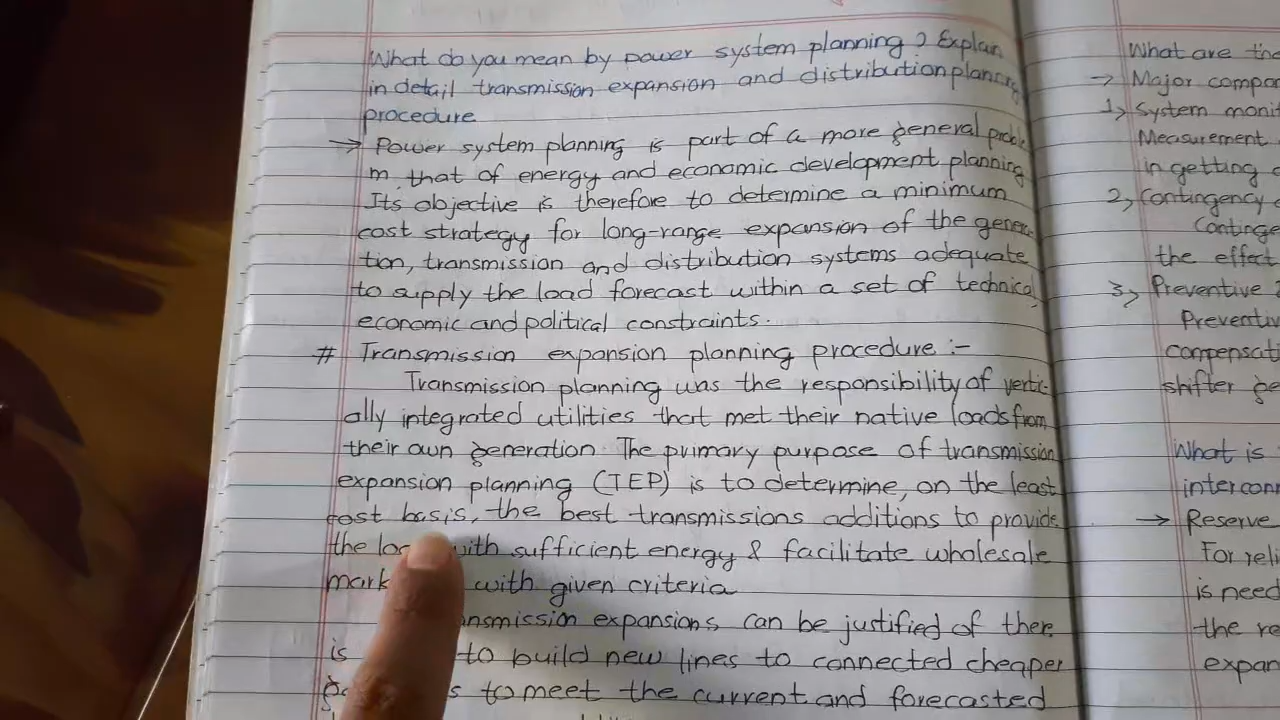 What do you mean by power system planning ? Explain
in detail transmission expansion and distribution planning
procedure
→ Power system planning is part of a more general proble
m, that of energy and economic development planning
Its objective is therefore to determine a minimum
cost strategy for long-range expansion of the genera
tion, transmission and distribution systems adequate
to supply the load forecast within a set of technical,
economic and political constraints.
# Transmission expansion planning procedure :-
Transmission planning was the responsibility of vertic-
ally integrated utilities that met their native loads from
their own generation. The primary purpose of transmission
expansion planning (TEP) is to determine, on the least
cost basis, the best transmissions additions to provide
the with sufficient energy & facilitate wholesale
mark with given criteria
ansmission expansions can be justified of there
is to build new lines to connected cheaper
s to meet the current and forecasted
What are the
→ Major compon
1) System moni
Measurement
in getting
2) Contingency
Continge
the effect
3) Preventive
Preventiv
compensati
shifter ge
What is
interconn
→ Reserve
For reli
is need
the re
expan